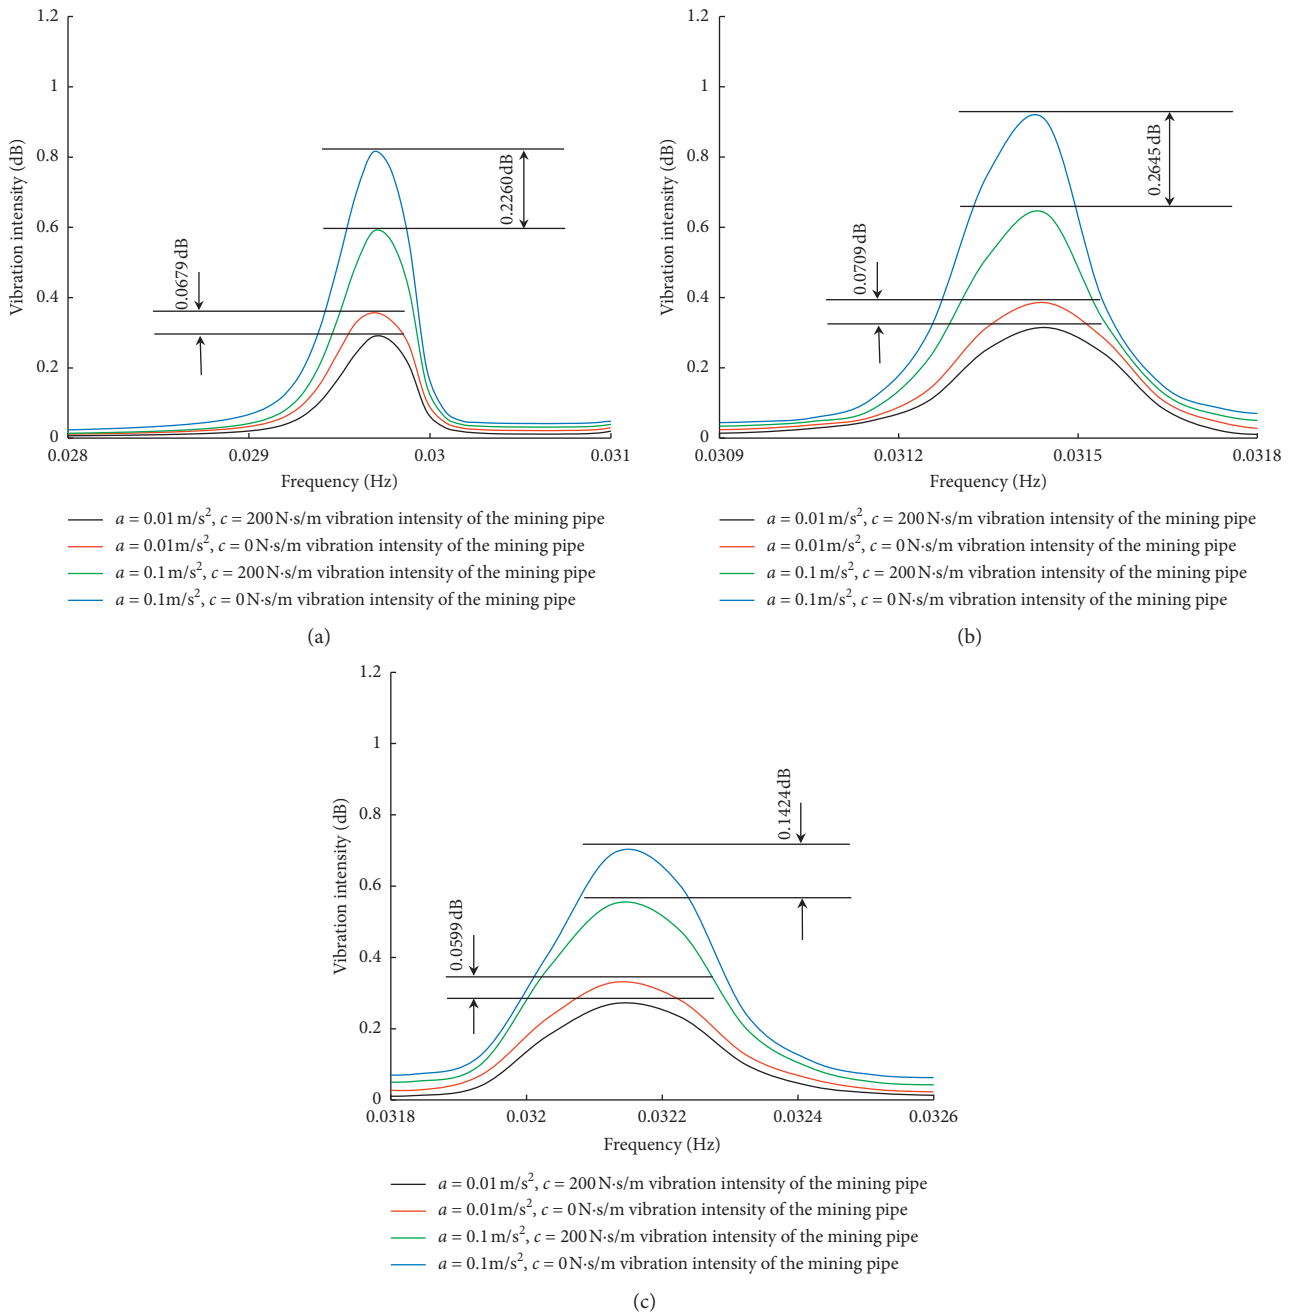 1.2
1
0.8
0.6
0.4
0.2
0
Vibration intensity (dB)
0.0679 dB
0.2260 dB
0.028
0.029
0.03
0.031
Frequency (Hz)
a = 0.01 m/s², c = 200 N·s/m vibration intensity of the mining pipe
a = 0.01 m/s², c = 0 N·s/m vibration intensity of the mining pipe
a = 0.1 m/s², c = 200 N·s/m vibration intensity of the mining pipe
a = 0.1m/s², c = 0 N·s/m vibration intensity of the mining pipe
(a)
1.2
1
0.8
0.6
0.4
0.2
0
Vibration intensity (dB)
0.0709 dB
0.2645 dB
0.0309
0.0312
0.0315
0.0318
Frequency (Hz)
a = 0.01 m/s², c = 200 N·s/m vibration intensity of the mining pipe
a = 0.01m/s², c = 0 N·s/m vibration intensity of the mining pipe
a = 0.1 m/s², c = 200 N·s/m vibration intensity of the mining pipe
a = 0.1m/s², c = 0 N·s/m vibration intensity of the mining pipe
(b)
1.2
1
0.8
0.6
0.4
0.2
0
Vibration intensity (dB)
0.0599 dB
0.1424 dB
0.0318
0.032
0.0322
0.0324
0.0326
Frequency (Hz)
a = 0.01 m/s², c = 200 N·s/m vibration intensity of the mining pipe
a = 0.01 m/s², c = 0 N·s/m vibration intensity of the mining pipe
a = 0.1 m/s², c = 200 N·s/m vibration intensity of the mining pipe
a = 0.1m/s², c = 0 N·s/m vibration intensity of the mining pipe
(c)